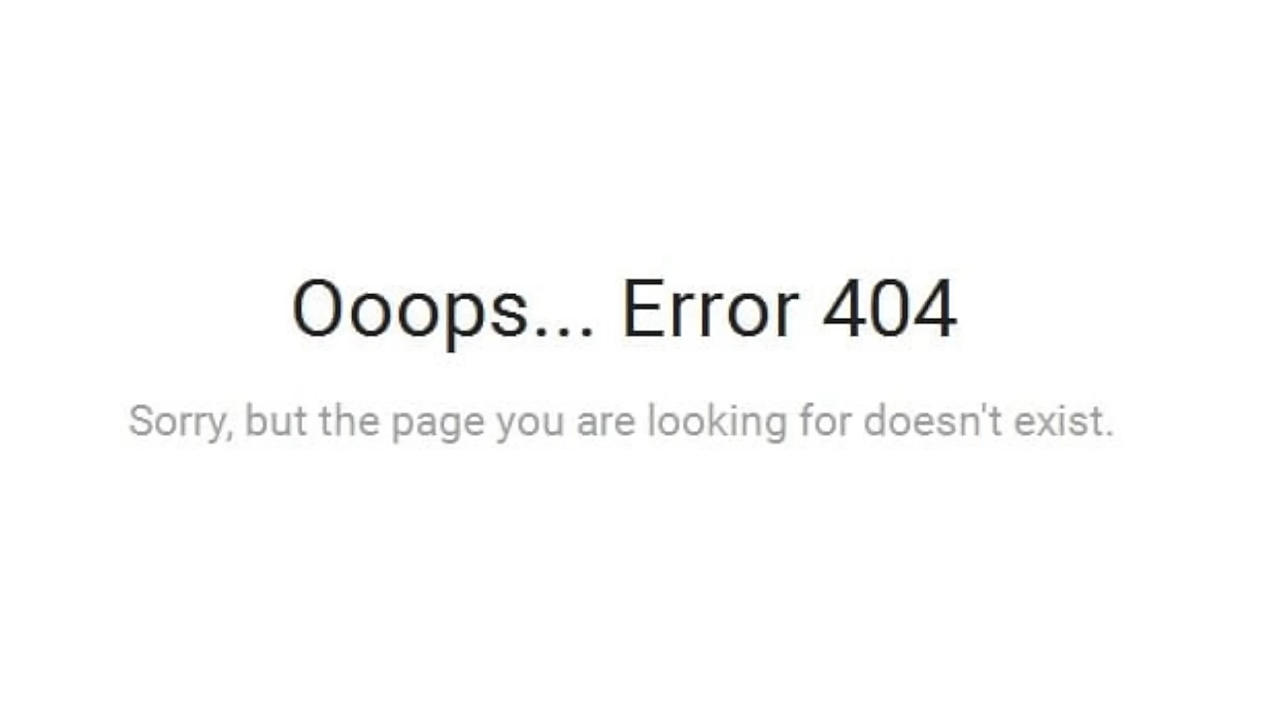 Ooops... Error 404
Sorry, but the page you are looking for doesn't exist.